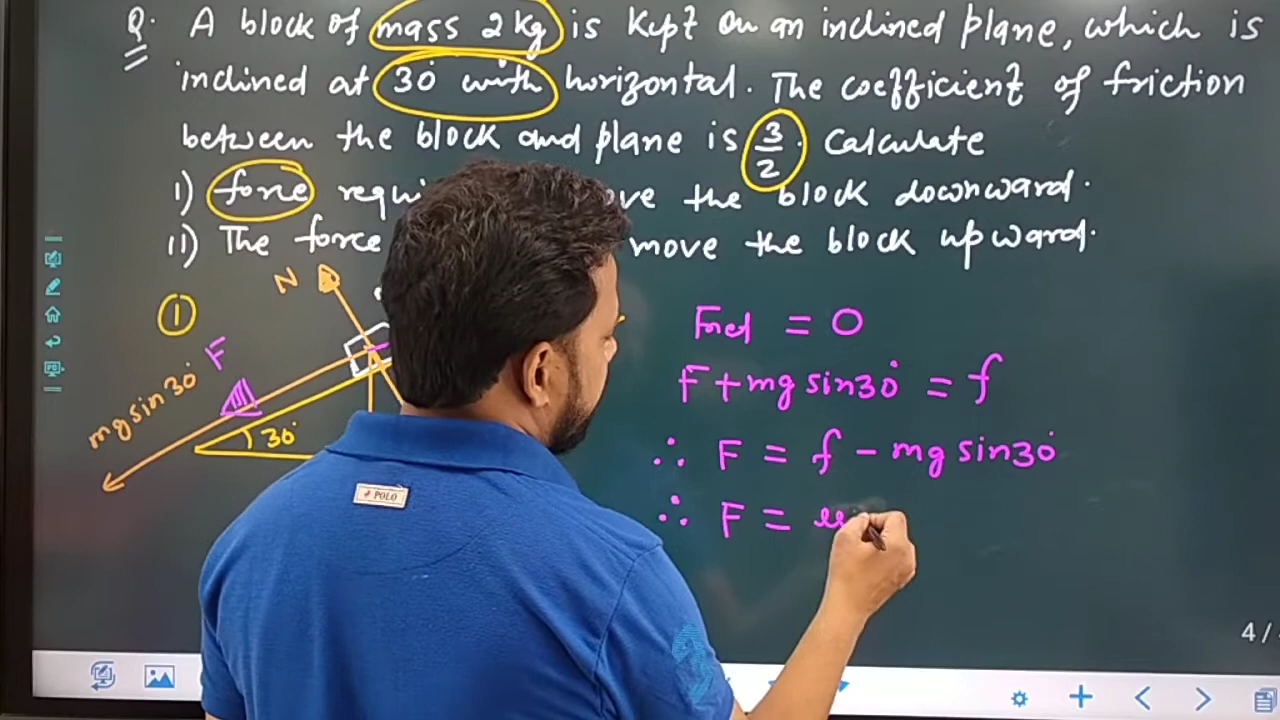 Q. A block of mass 2 kg is kept on an inclined plane, which is
inclined at 30° with horizontal. The coefficient of friction
between the block and plane is 3/2. Calculate
i) force ve the block downward.
ii) The force move the block upward.
N
①
F
mg sin 30°
30°
Fnet = 0
F + mg sin 30° = f
∴ F = f - mg sin 30°
∴ F =
# POLO
4/